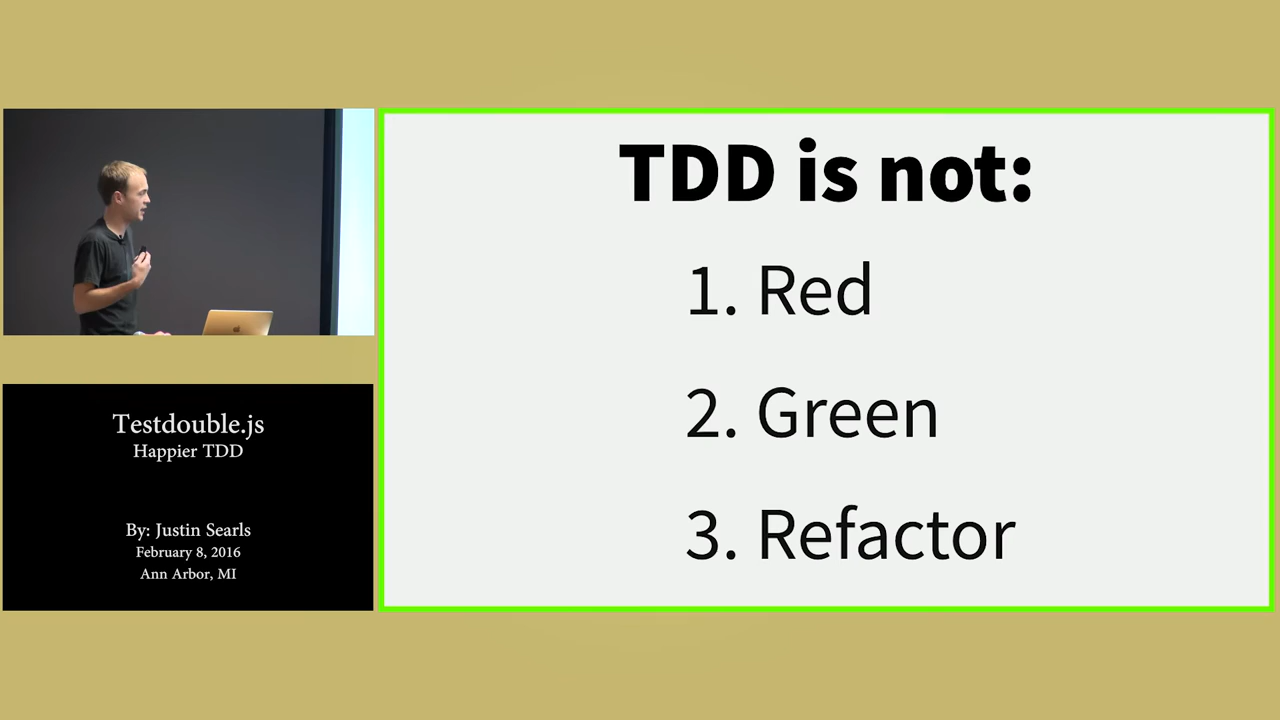 TDD is not:
1. Red
2. Green
3. Refactor
Testdouble.js
Happier TDD
By: Justin Searls
February 8, 2016
Ann Arbor, MI